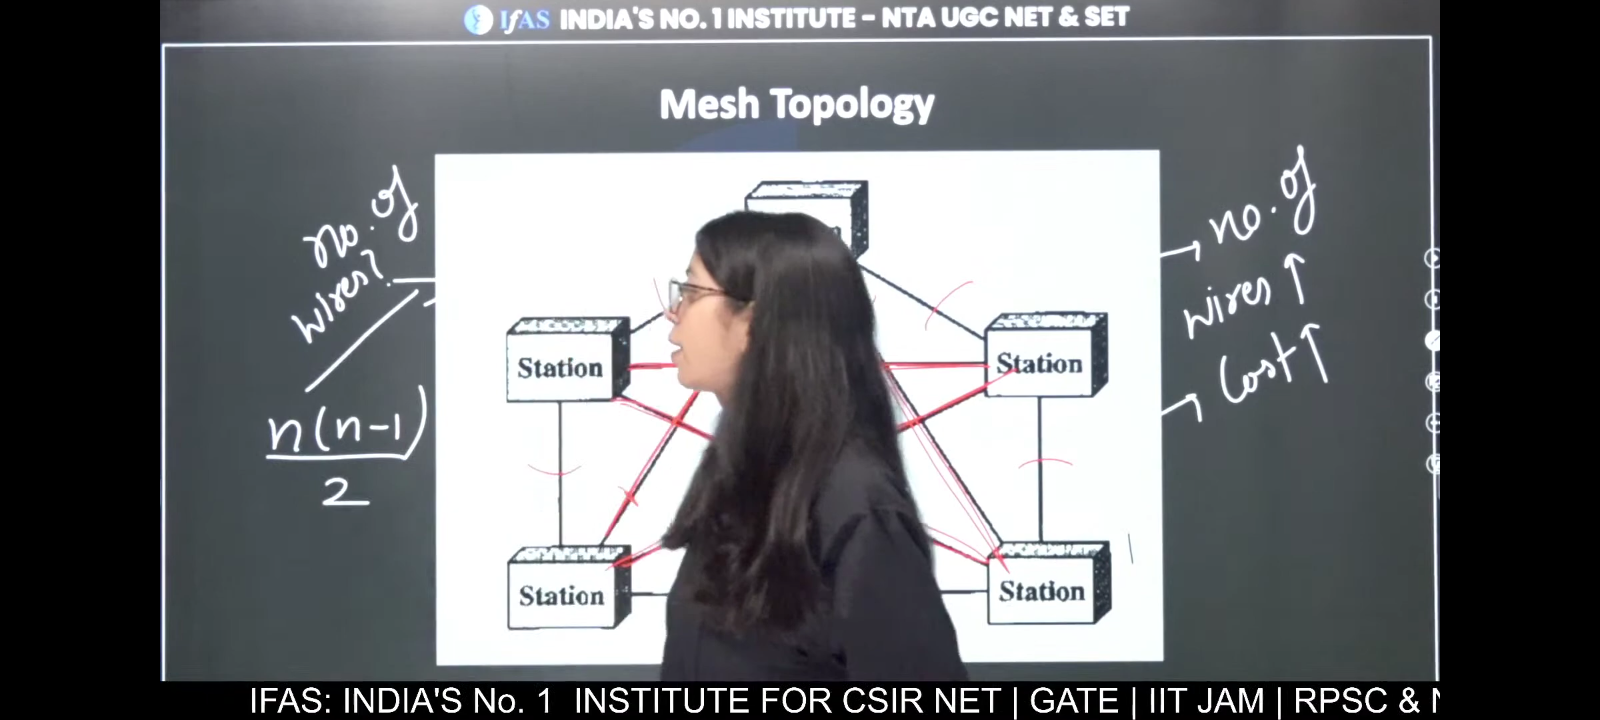 IfAS INDIA'S NO. 1 INSTITUTE – NTA UGC NET & SET
Mesh Topology
no. of
wires?
n(n-1)
2
no. of
wires ↑
Cost ↑
Station
Station
Station
Station
IFAS: INDIA'S No. 1 INSTITUTE FOR CSIR NET | GATE | IIT JAM | RPSC &